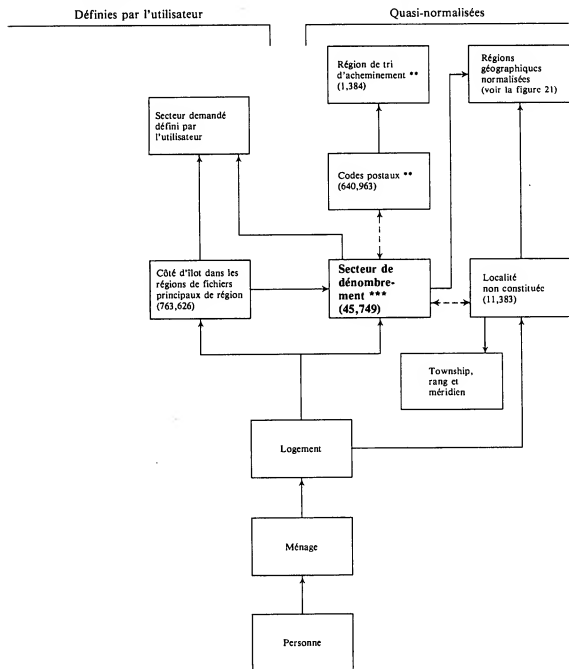 Définies par l'utilisateur
Quasi-normalisées
Région de tri
d'acheminement **
(1,384)
Régions
géographiques
normalisées
(voir la figure 21)
Secteur demandé
défini par
l'utilisateur
Codes postaux **
(640,963)
Côté d'îlot dans les
régions de fichiers
principaux de région
(763,626)
Secteur de
dénombre-
ment ***
(45,749)
Localité
non constituée
(11,383)
Township,
rang et
méridien
Logement
Ménage
Personne